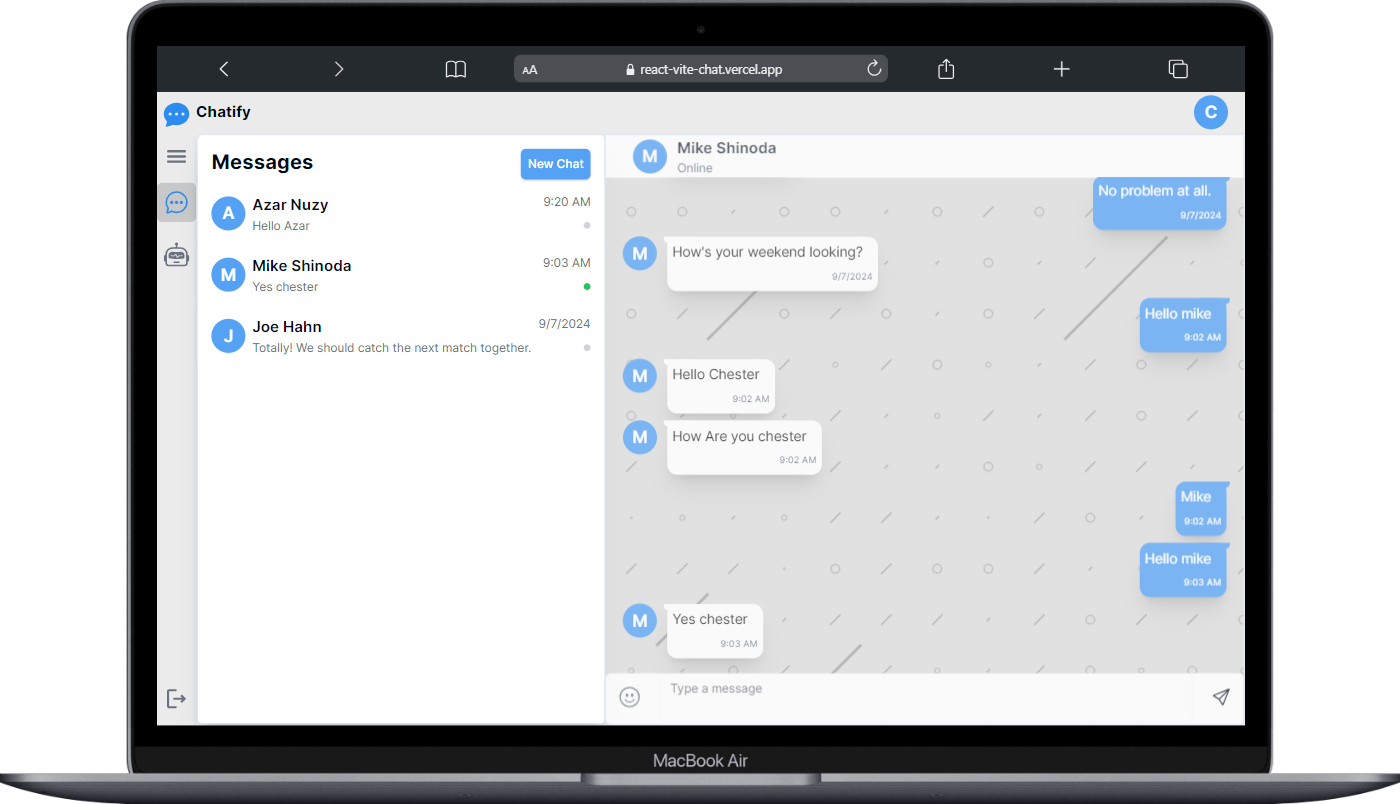 AA
react-vite-chat.vercel.app
Chatify
C
Messages
New Chat
A
Azar Nuzy
9:20 AM
Hello Azar
M
Mike Shinoda
9:03 AM
Yes chester
J
Joe Hahn
9/7/2024
Totally! We should catch the next match together.
M
Mike Shinoda
Online
No problem at all.
9/7/2024
M
How's your weekend looking?
9/7/2024
Hello mike
9:02 AM
M
Hello Chester
9:02 AM
M
How Are you chester
9:02 AM
Mike
9:02 AM
Hello mike
9:03 AM
M
Yes chester
9:03 AM
Type a message
MacBook Air